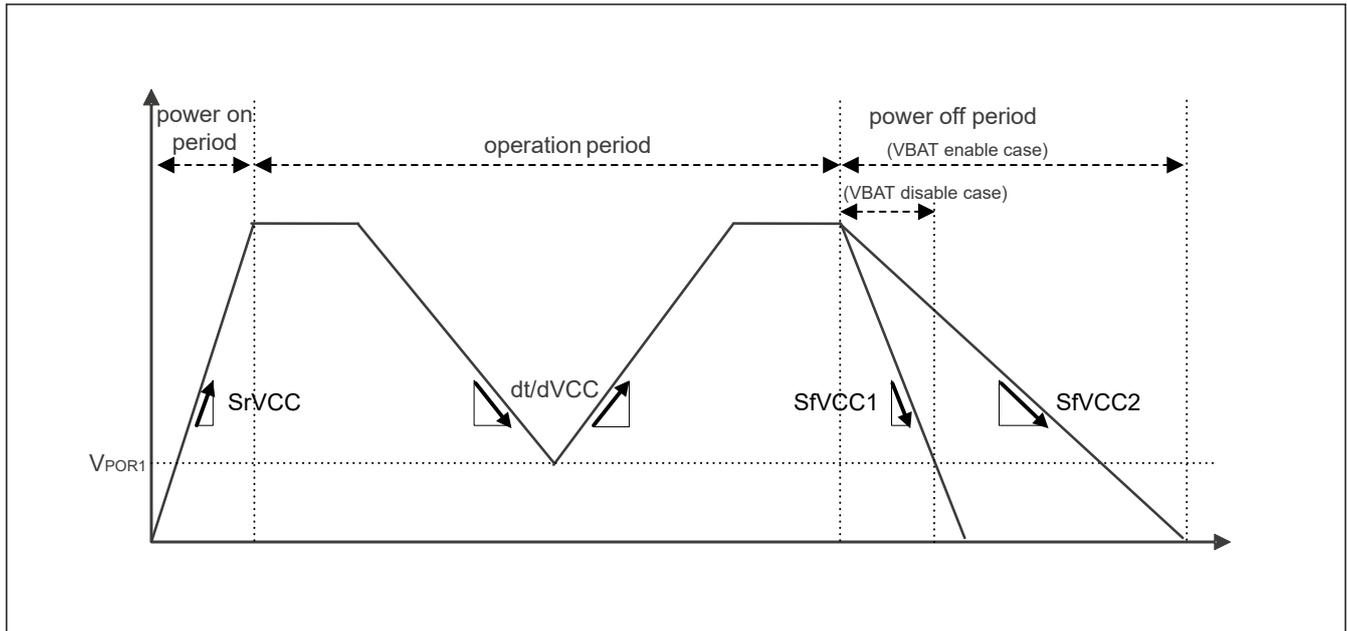 power on
period
operation period
power off period
(VBAT enable case)
(VBAT disable case)
SrVCC
dt/dVCC
SfVCC1
SfVCC2
VPOR1